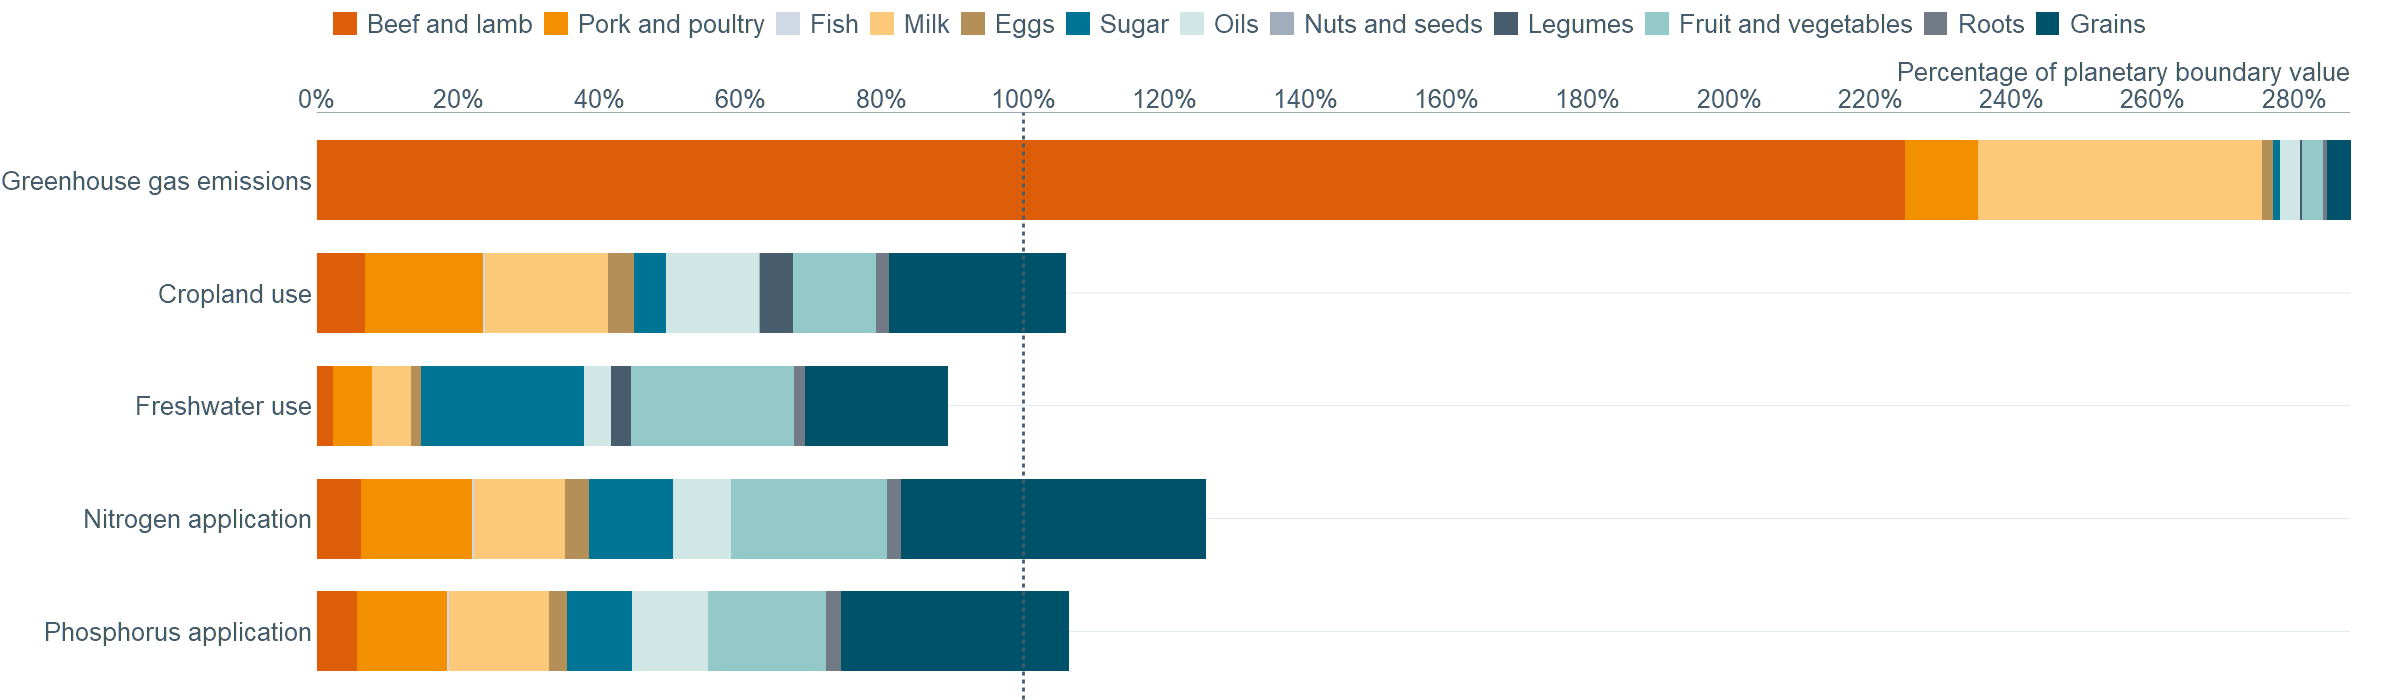 Beef and lamb Pork and poultry Fish Milk Eggs Sugar Oils Nuts and seeds Legumes Fruit and vegetables Roots Grains
Percentage of planetary boundary value
0% 20% 40% 60% 80% 100% 120% 140% 160% 180% 200% 220% 240% 260% 280%
Greenhouse gas emissions
Cropland use
Freshwater use
Nitrogen application
Phosphorus application